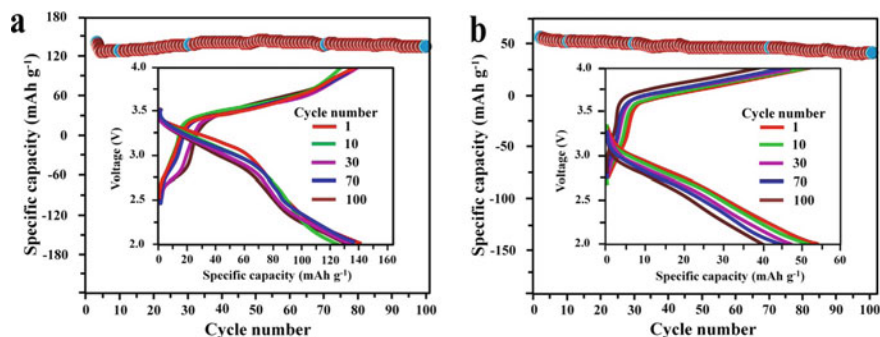 a
180
120
60
0
-60
-120
-180
Specific capacity (mAh g⁻¹)
0 10 20 30 40 50 60 70 80 90 100
Cycle number
4.0
3.5
3.0
2.5
2.0
Voltage (V)
0 20 40 60 80 100 120 140 160
Specific capacity (mAh g⁻¹)
Cycle number
1
10
30
70
100
b
50
0
-50
-100
-150
Specific capacity (mAh g⁻¹)
0 10 20 30 40 50 60 70 80 90 100
Cycle number
4.0
3.5
3.0
2.5
2.0
Voltage (V)
0 10 20 30 40 50 60
Specific capacity (mAh g⁻¹)
Cycle number
1
10
30
70
100